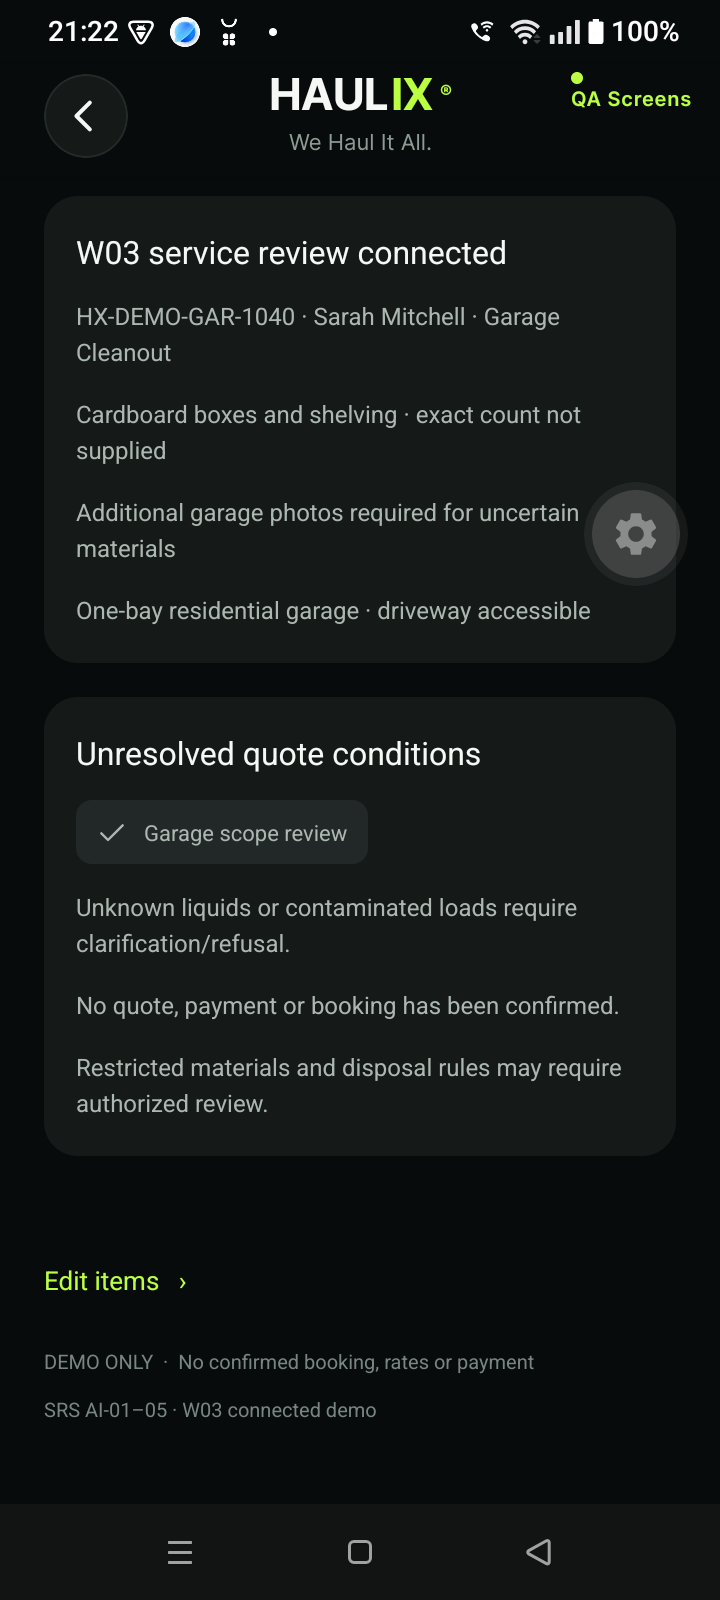 21:22
100%
HAULIX ®
We Haul It All.
QA Screens
W03 service review connected
HX-DEMO-GAR-1040 · Sarah Mitchell · Garage
Cleanout
Cardboard boxes and shelving · exact count not
supplied
Additional garage photos required for uncertain
materials
One-bay residential garage · driveway accessible
Unresolved quote conditions
Garage scope review
Unknown liquids or contaminated loads require
clarification/refusal.
No quote, payment or booking has been confirmed.
Restricted materials and disposal rules may require
authorized review.
Edit items ›
DEMO ONLY · No confirmed booking, rates or payment
SRS AI-01–05 · W03 connected demo